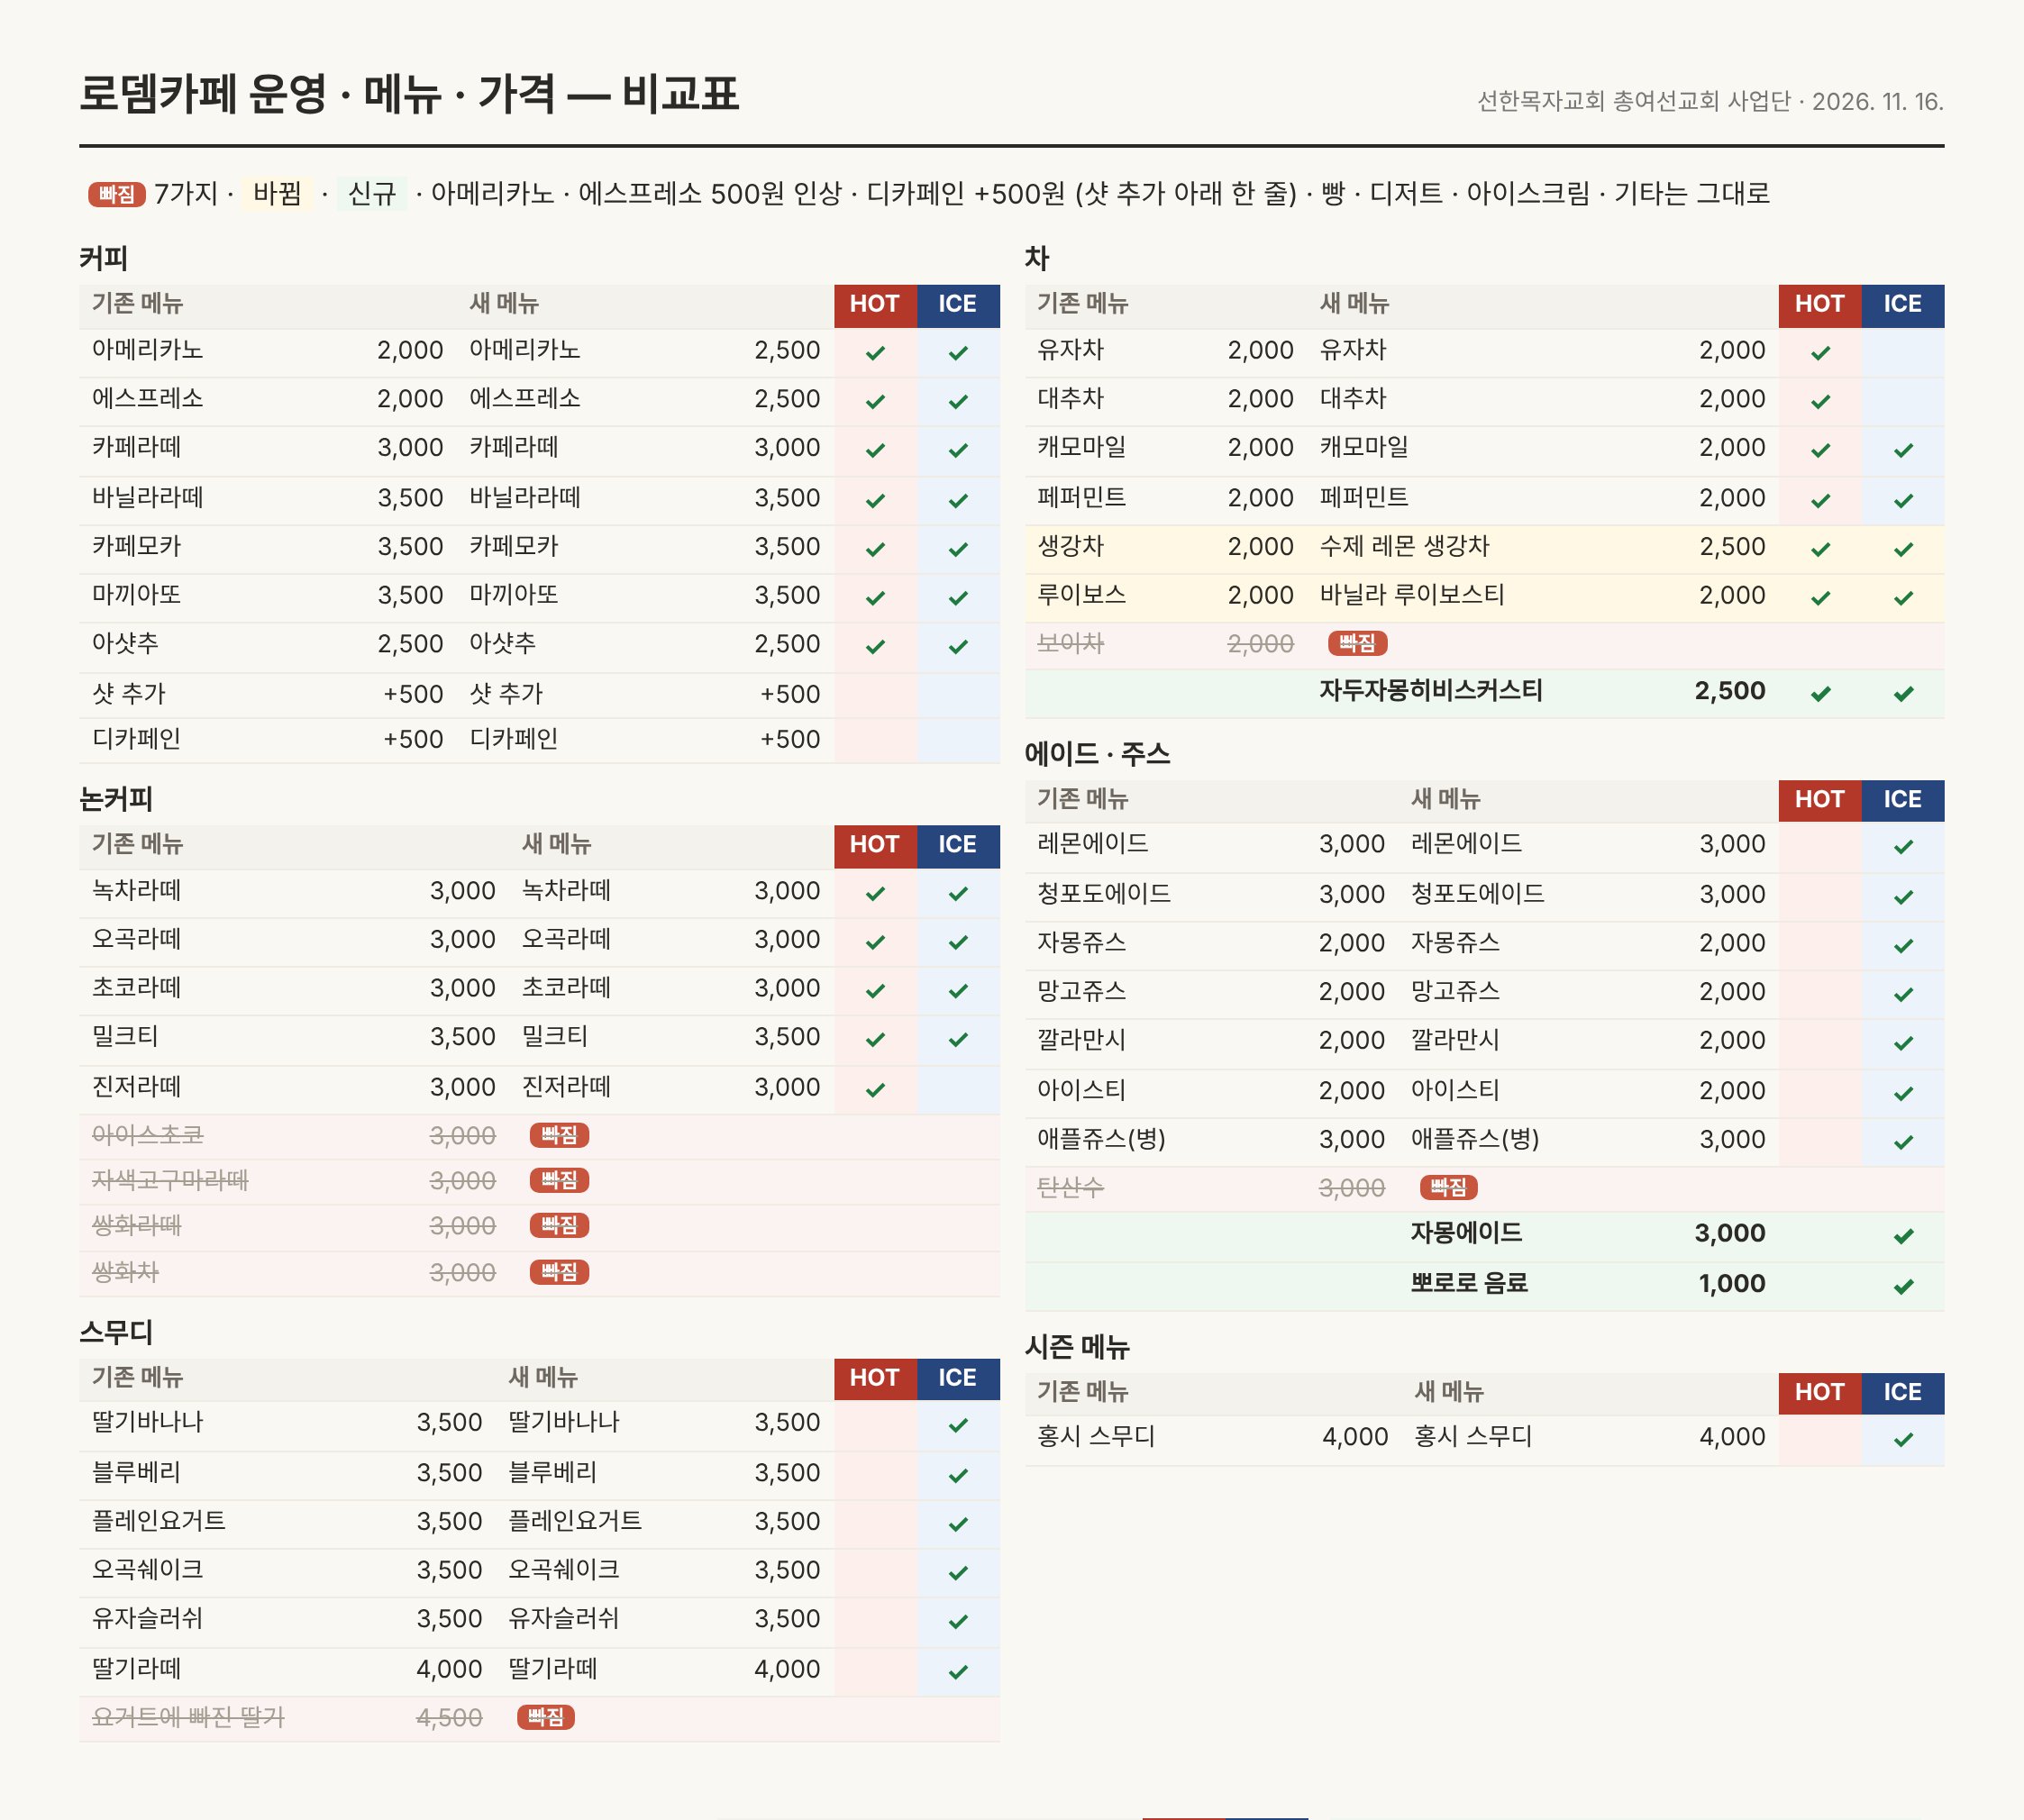 로뎀카페 운영 · 메뉴 · 가격 — 비교표
선한목자교회 총여선교회 사업단 · 2026. 11. 16.
빠짐 7가지 · 바뀜 · 신규 · 아메리카노 · 에스프레소 500원 인상 · 디카페인 +500원 (샷 추가 아래 한 줄) · 빵 · 디저트 · 아이스크림 · 기타는 그대로
커피
기존 메뉴 새 메뉴 HOT ICE
아메리카노 2,000 아메리카노 2,500 ✓ ✓
에스프레소 2,000 에스프레소 2,500 ✓ ✓
카페라떼 3,000 카페라떼 3,000 ✓ ✓
바닐라라떼 3,500 바닐라라떼 3,500 ✓ ✓
카페모카 3,500 카페모카 3,500 ✓ ✓
마끼아또 3,500 마끼아또 3,500 ✓ ✓
아샷추 2,500 아샷추 2,500 ✓ ✓
샷 추가 +500 샷 추가 +500
디카페인 +500 디카페인 +500
논커피
기존 메뉴 새 메뉴 HOT ICE
녹차라떼 3,000 녹차라떼 3,000 ✓ ✓
오곡라떼 3,000 오곡라떼 3,000 ✓ ✓
초코라떼 3,000 초코라떼 3,000 ✓ ✓
밀크티 3,500 밀크티 3,500 ✓ ✓
진저라떼 3,000 진저라떼 3,000 ✓
아이스초코 3,000 빠짐
자색고구마라떼 3,000 빠짐
쌍화라떼 3,000 빠짐
쌍화차 3,000 빠짐
스무디
기존 메뉴 새 메뉴 HOT ICE
딸기바나나 3,500 딸기바나나 3,500 ✓
블루베리 3,500 블루베리 3,500 ✓
플레인요거트 3,500 플레인요거트 3,500 ✓
오곡쉐이크 3,500 오곡쉐이크 3,500 ✓
유자슬러쉬 3,500 유자슬러쉬 3,500 ✓
딸기라떼 4,000 딸기라떼 4,000 ✓
요거트에 빠진 딸기 4,500 빠짐
차
기존 메뉴 새 메뉴 HOT ICE
유자차 2,000 유자차 2,000 ✓
대추차 2,000 대추차 2,000 ✓
캐모마일 2,000 캐모마일 2,000 ✓ ✓
페퍼민트 2,000 페퍼민트 2,000 ✓ ✓
생강차 2,000 수제 레몬 생강차 2,500 ✓ ✓
루이보스 2,000 바닐라 루이보스티 2,000 ✓ ✓
보이차 2,000 빠짐
자두자몽히비스커스티 2,500 ✓ ✓
에이드 · 주스
기존 메뉴 새 메뉴 HOT ICE
레몬에이드 3,000 레몬에이드 3,000 ✓
청포도에이드 3,000 청포도에이드 3,000 ✓
자몽쥬스 2,000 자몽쥬스 2,000 ✓
망고쥬스 2,000 망고쥬스 2,000 ✓
깔라만시 2,000 깔라만시 2,000 ✓
아이스티 2,000 아이스티 2,000 ✓
애플쥬스(병) 3,000 애플쥬스(병) 3,000 ✓
탄산수 3,000 빠짐
자몽에이드 3,000 ✓
뽀로로 음료 1,000 ✓
시즌 메뉴
기존 메뉴 새 메뉴 HOT ICE
홍시 스무디 4,000 홍시 스무디 4,000 ✓